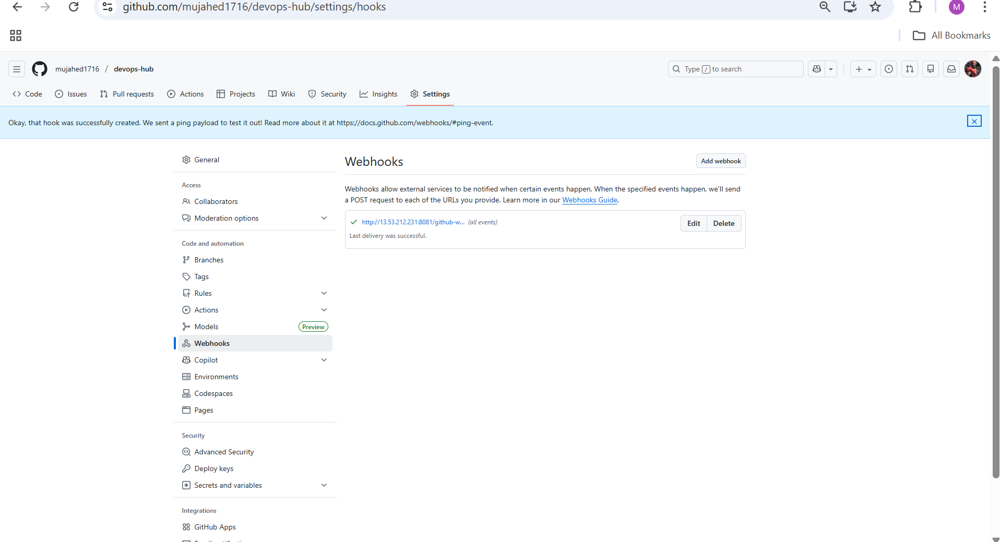 github.com/mujahed1716/devops-hub/settings/hooks
M
All Bookmarks
mujahed1716 / devops-hub
Type / to search
Code Issues Pull requests Actions Projects Wiki Security Insights Settings
Okay, that hook was successfully created. We sent a ping payload to test it out! Read more about it at https://docs.github.com/webhooks/#ping-event.
General
Access
Collaborators
Moderation options
Code and automation
Branches
Tags
Rules
Actions
Models Preview
Webhooks
Copilot
Environments
Codespaces
Pages
Security
Advanced Security
Deploy keys
Secrets and variables
Integrations
GitHub Apps
Webhooks
Add webhook
Webhooks allow external services to be notified when certain events happen. When the specified events happen, we'll send
a POST request to each of the URLs you provide. Learn more in our Webhooks Guide.
http://13.53.212.231:8081/github-w... (all events)
Edit Delete
Last delivery was successful.